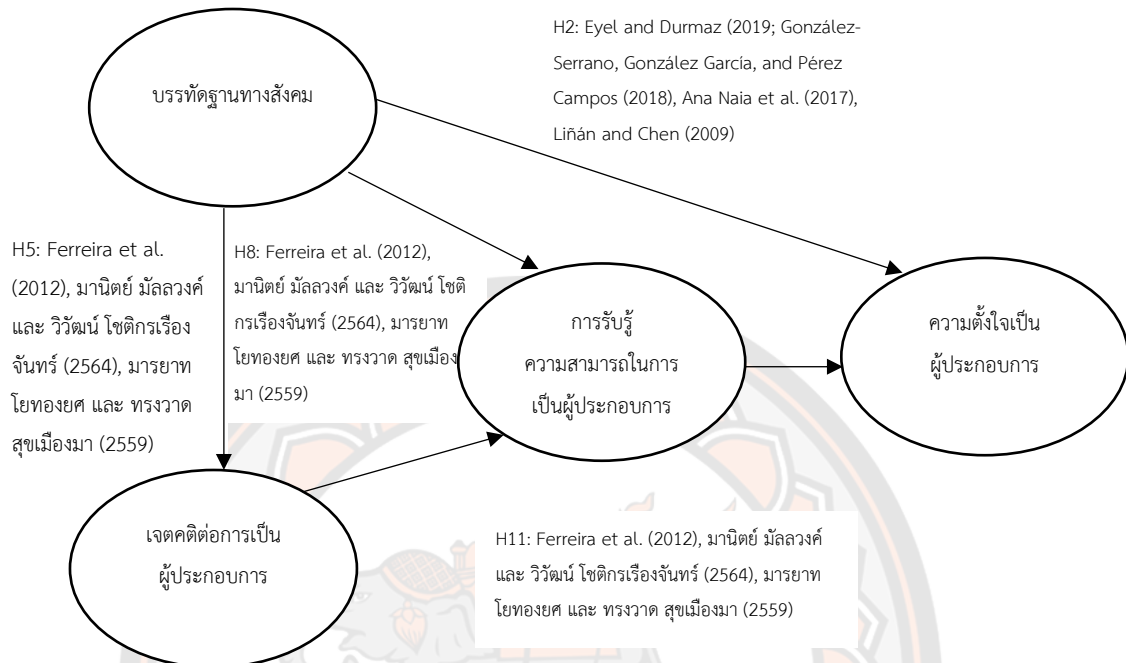 H2: Eyel and Durmaz (2019; González-
Serrano, González García, and Pérez
Campos (2018), Ana Naia et al. (2017),
Liñán and Chen (2009)
บรรทัดฐานทางสังคม
H5: Ferreira et al.
(2012), มานิตย์ มัลลวงค์
และ วิวัฒน์ โชติกรเรือง
จันทร์ (2564), มารยาท
โยทองยศ และ ทรงวาด
สุขเมืองมา (2559)
H8: Ferreira et al. (2012),
มานิตย์ มัลลวงค์ และ วิวัฒน์ โชติ
กรเรืองจันทร์ (2564), มารยาท
โยทองยศ และ ทรงวาด สุขเมือง
มา (2559)
การรับรู้
ความสามารถในการ
เป็นผู้ประกอบการ
ความตั้งใจเป็น
ผู้ประกอบการ
เจตคติต่อการเป็น
ผู้ประกอบการ
H11: Ferreira et al. (2012), มานิตย์ มัลลวงค์
และ วิวัฒน์ โชติกรเรืองจันทร์ (2564), มารยาท
โยทองยศ และ ทรงวาด สุขเมืองมา (2559)